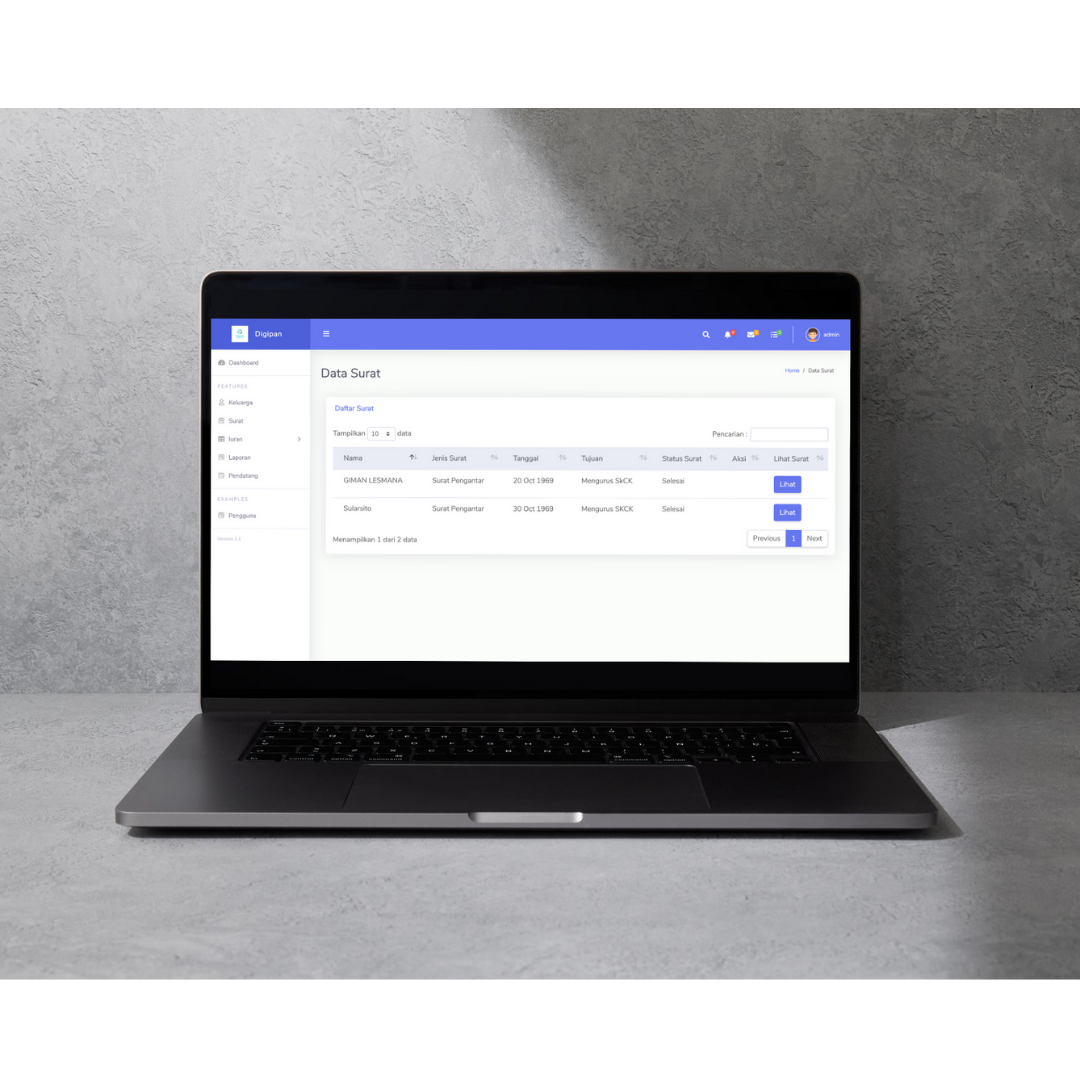 Digipan
admin
Dashboard
FEATURES
Keluarga
Surat
Iuran
Laporan
Pendatang
EXAMPLES
Pengguna
Data Surat
Home / Data Surat
Daftar Surat
Tampilkan 10 data
Pencarian :
Nama Jenis Surat Tanggal Tujuan Status Surat Aksi Lihat Surat
GIMAN LESMANA Surat Pengantar 20 Oct 1969 Mengurus SkCK Selesai Lihat
Sularsito Surat Pengantar 30 Oct 1969 Mengurus SKCK Selesai Lihat
Menampilkan 1 dari 2 data
Previous 1 Next